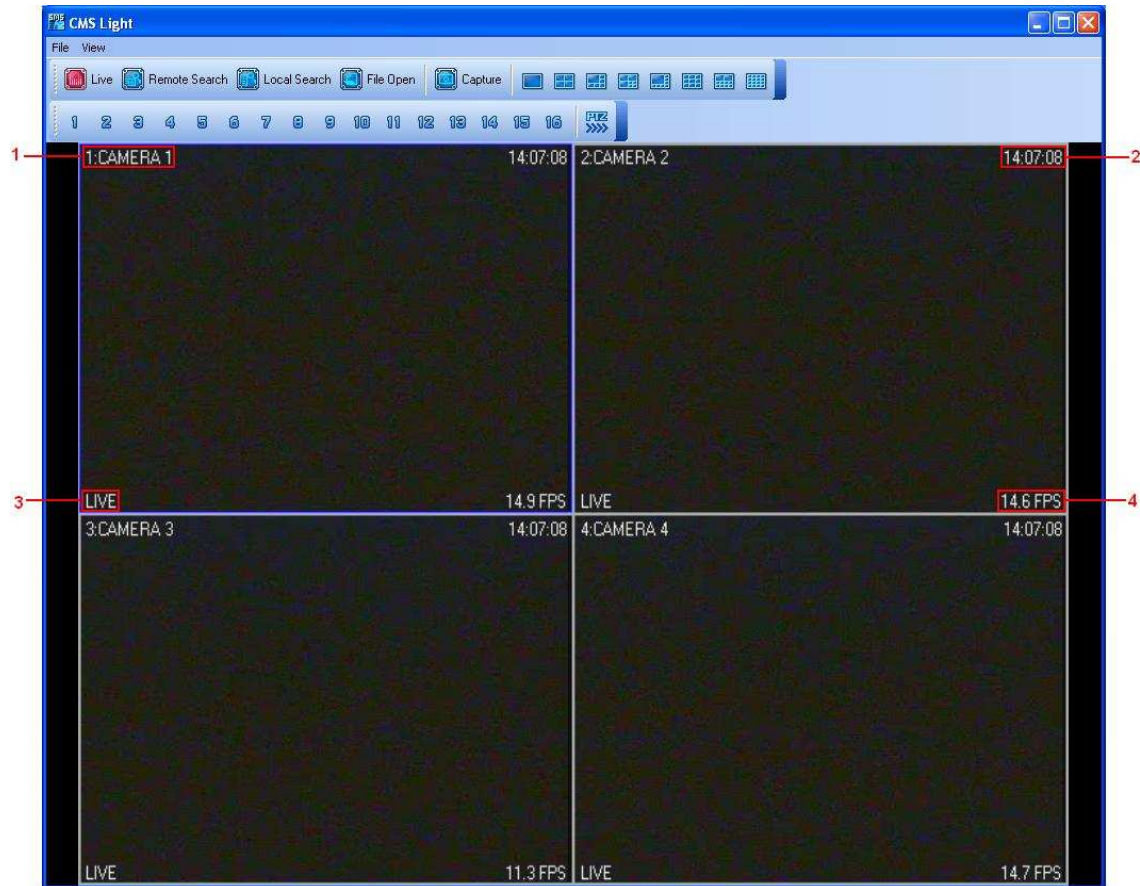 CMS Light
File View
Live Remote Search Local Search File Open Capture
1 2 3 4 5 6 7 8 9 10 11 12 13 14 15 16 PTZ
1 1:CAMERA 1 14:07:08 2:CAMERA 2 14:07:08 2
3 LIVE 14.9 FPS LIVE 14.6 FPS 4
3:CAMERA 3 14:07:08 4:CAMERA 4 14:07:08
LIVE 11.3 FPS LIVE 14.7 FPS